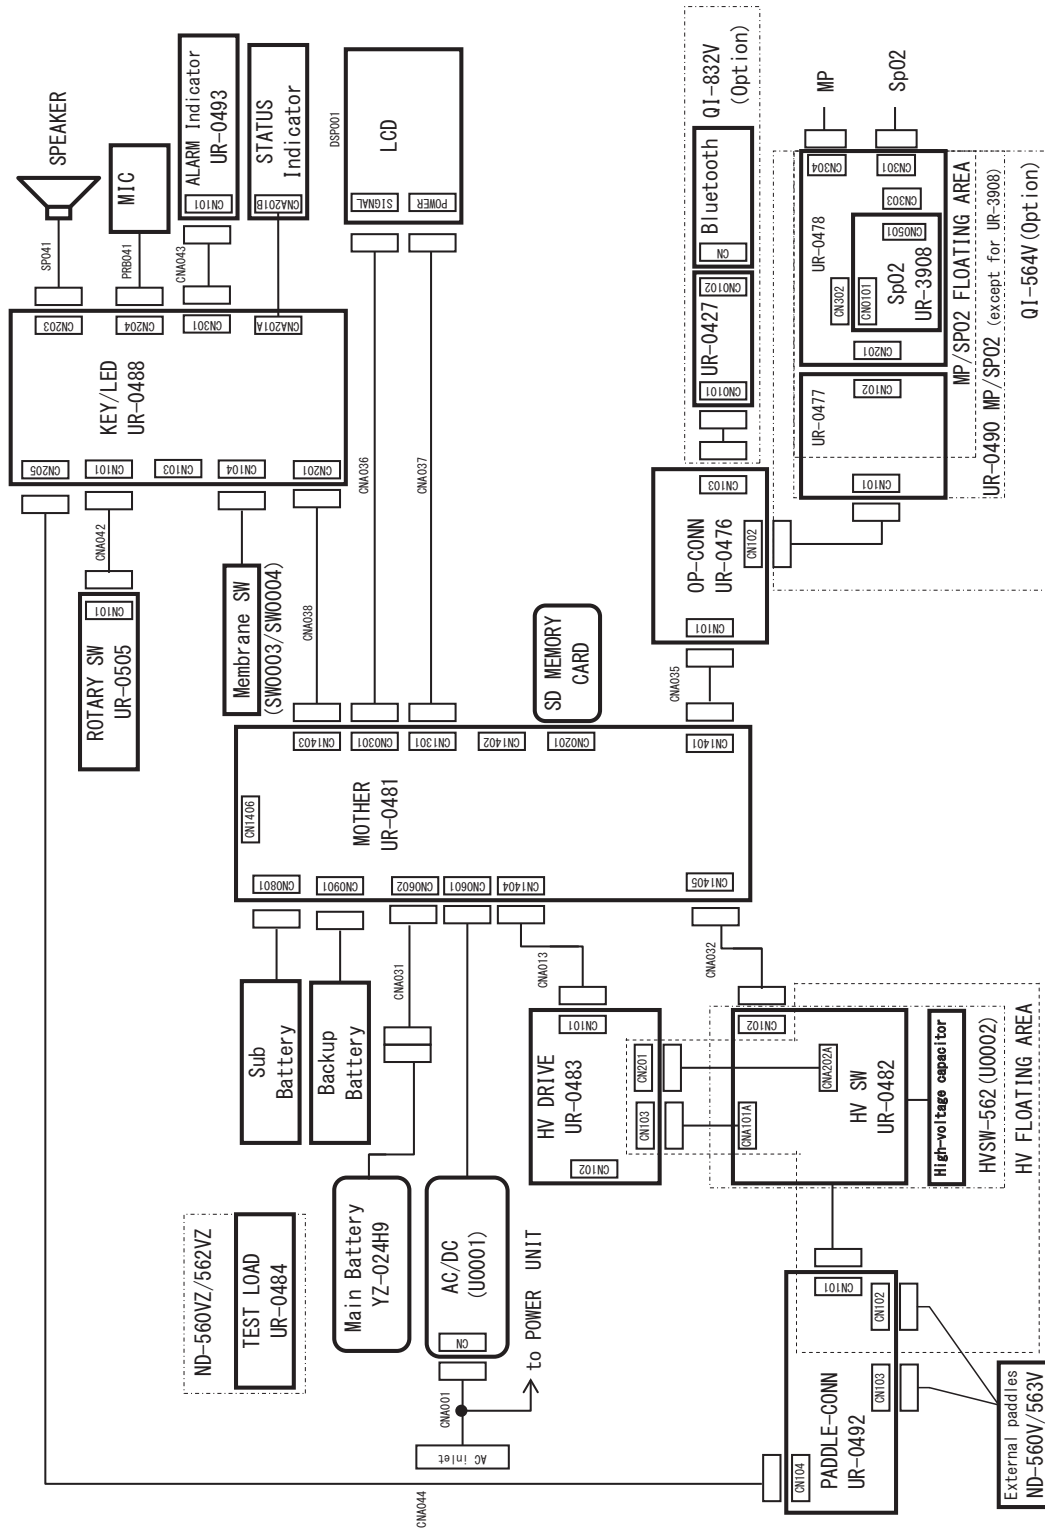 SPEAKER
SP041
MIC
PRB041
ALARM Indicator
UR-0493
CN101
CNA043
STATUS
Indicator
CNA201B
DSP001
LCD
SIGNAL
POWER
KEY/LED
UR-0488
CN203
CN204
CN301
CNA201A
CN205
CN101
CN103
CN104
CN201
CNA042
ROTARY SW
UR-0505
CN101
Membrane SW
(SW0003/SW0004)
CNA038
CNA036
CNA037
SD MEMORY
CARD
MOTHER
UR-0481
CN1406
CN1403
CN0301
CN1301
CN1402
CN0201
CN1401
CN0801
CN0901
CN0602
CN0601
CN1404
CN1405
CNA035
OP-CONN
UR-0476
CN101
CN102
CN103
UR-0427
CN0101
CN0102
Bluetooth
CN
QI-832V
(Option)
UR-0477
CN101
CN102
UR-0478
CN201
CN302
CN303
CN304
CN301
SpO2
UR-3908
CN0101
CN0501
MP
SpO2
MP/SPO2 FLOATING AREA
UR-0490 MP/SPO2 (except for UR-3908)
QI-564V(Option)
Sub
Battery
Backup
Battery
CNA031
CNA013
CNA032
Main Battery
YZ-024H9
AC/DC
(U0001)
CN
CNA001
AC inlet
to POWER UNIT
ND-560VZ/562VZ
TEST LOAD
UR-0484
HV DRIVE
UR-0483
CN101
CN201
CN103
CN102
HV SW
UR-0482
CN102
CNA202A
CNA101A
High-voltage capacitor
HVSW-562(U0002)
HV FLOATING AREA
PADDLE-CONN
UR-0492
CN101
CN102
CN103
CN104
CNA044
External paddles
ND-560V/563V